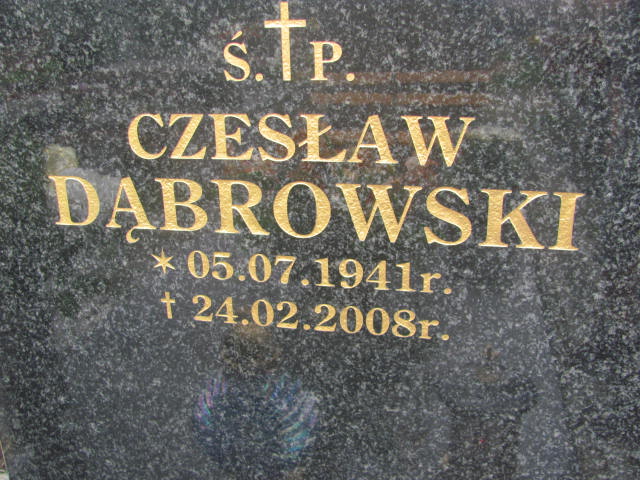 Ś. † P.
CZESŁAW
DĄBROWSKI
* 05.07.1941r.
† 24.02.2008r.